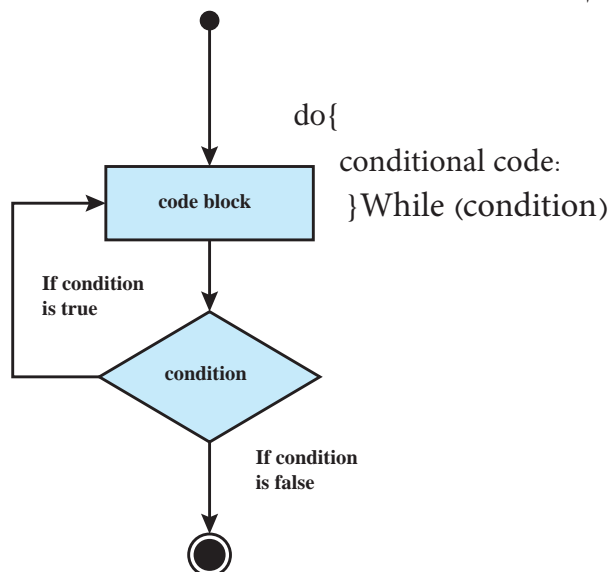 do{
conditional code:
}While (condition)
code block
If condition
is true
condition
If condition
is false